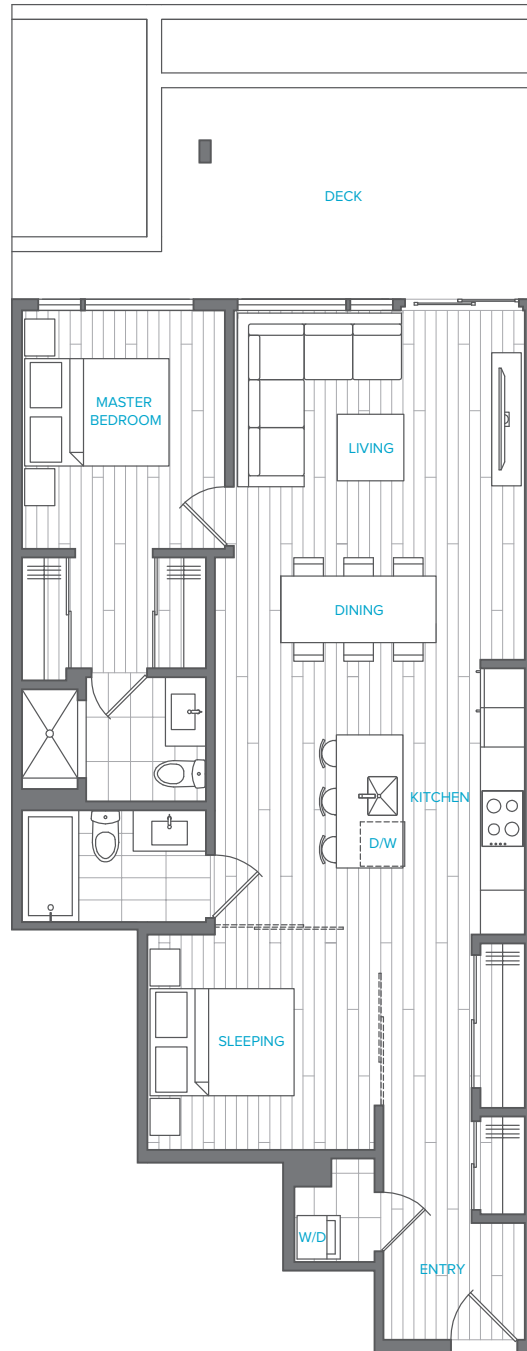 DECK
MASTER
BEDROOM
LIVING
DINING
KITCHEN
D/W
SLEEPING
W/D
ENTRY